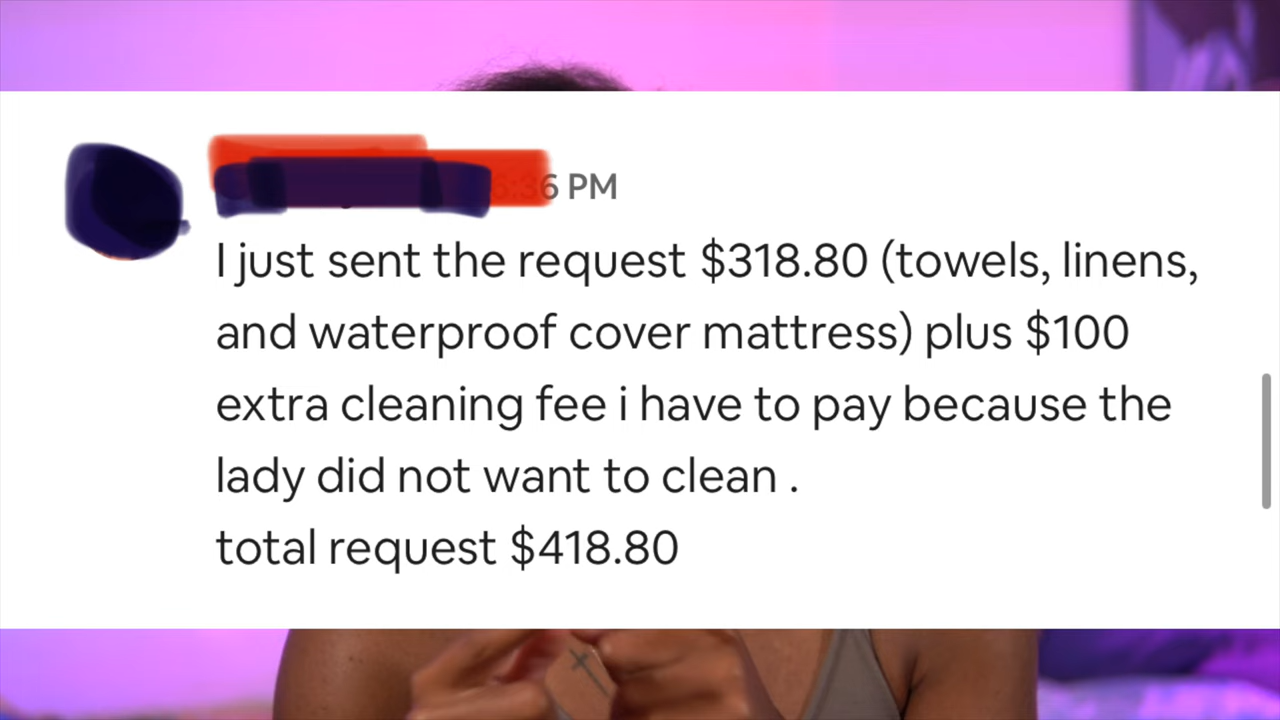 PM
I just sent the request $318.80 (towels, linens,
and waterproof cover mattress) plus $100
extra cleaning fee i have to pay because the
lady did not want to clean .
total request $418.80